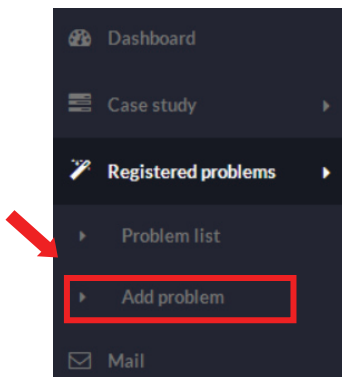 Dashboard
Case study
Registered problems
Problem list
Add problem
Mail